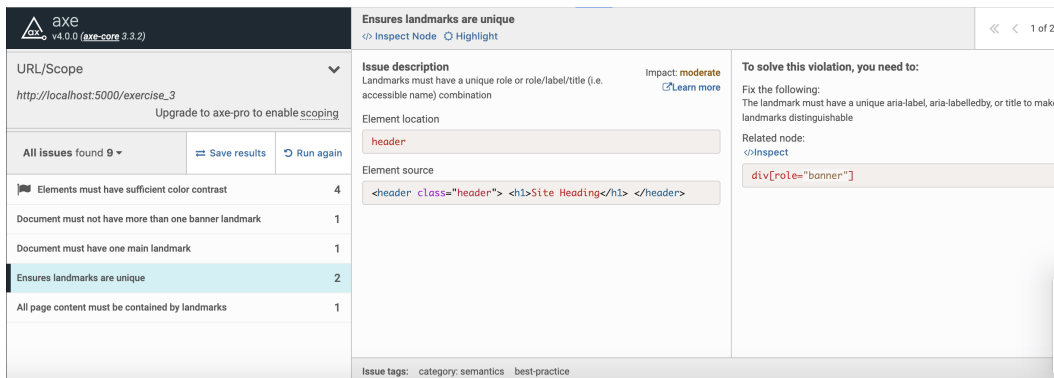 axe
v4.0.0 (axe-core 3.3.2)
URL/Scope
http://localhost:5000/exercise_3
Upgrade to axe-pro to enable scoping
All issues found 9
Save results
Run again
Elements must have sufficient color contrast 4
Document must not have more than one banner landmark 1
Document must have one main landmark 1
Ensures landmarks are unique 2
All page content must be contained by landmarks 1
Ensures landmarks are unique
</> Inspect Node Highlight
1 of 2
Issue description
Impact: moderate
Learn more
Landmarks must have a unique role or role/label/title (i.e.
accessible name) combination
Element location
header
Element source
<header class="header"> <h1>Site Heading</h1> </header>
To solve this violation, you need to:
Fix the following:
The landmark must have a unique aria-label, aria-labelledby, or title to make
landmarks distinguishable
Related node:
</>Inspect
div[role="banner"]
Issue tags: category: semantics best-practice